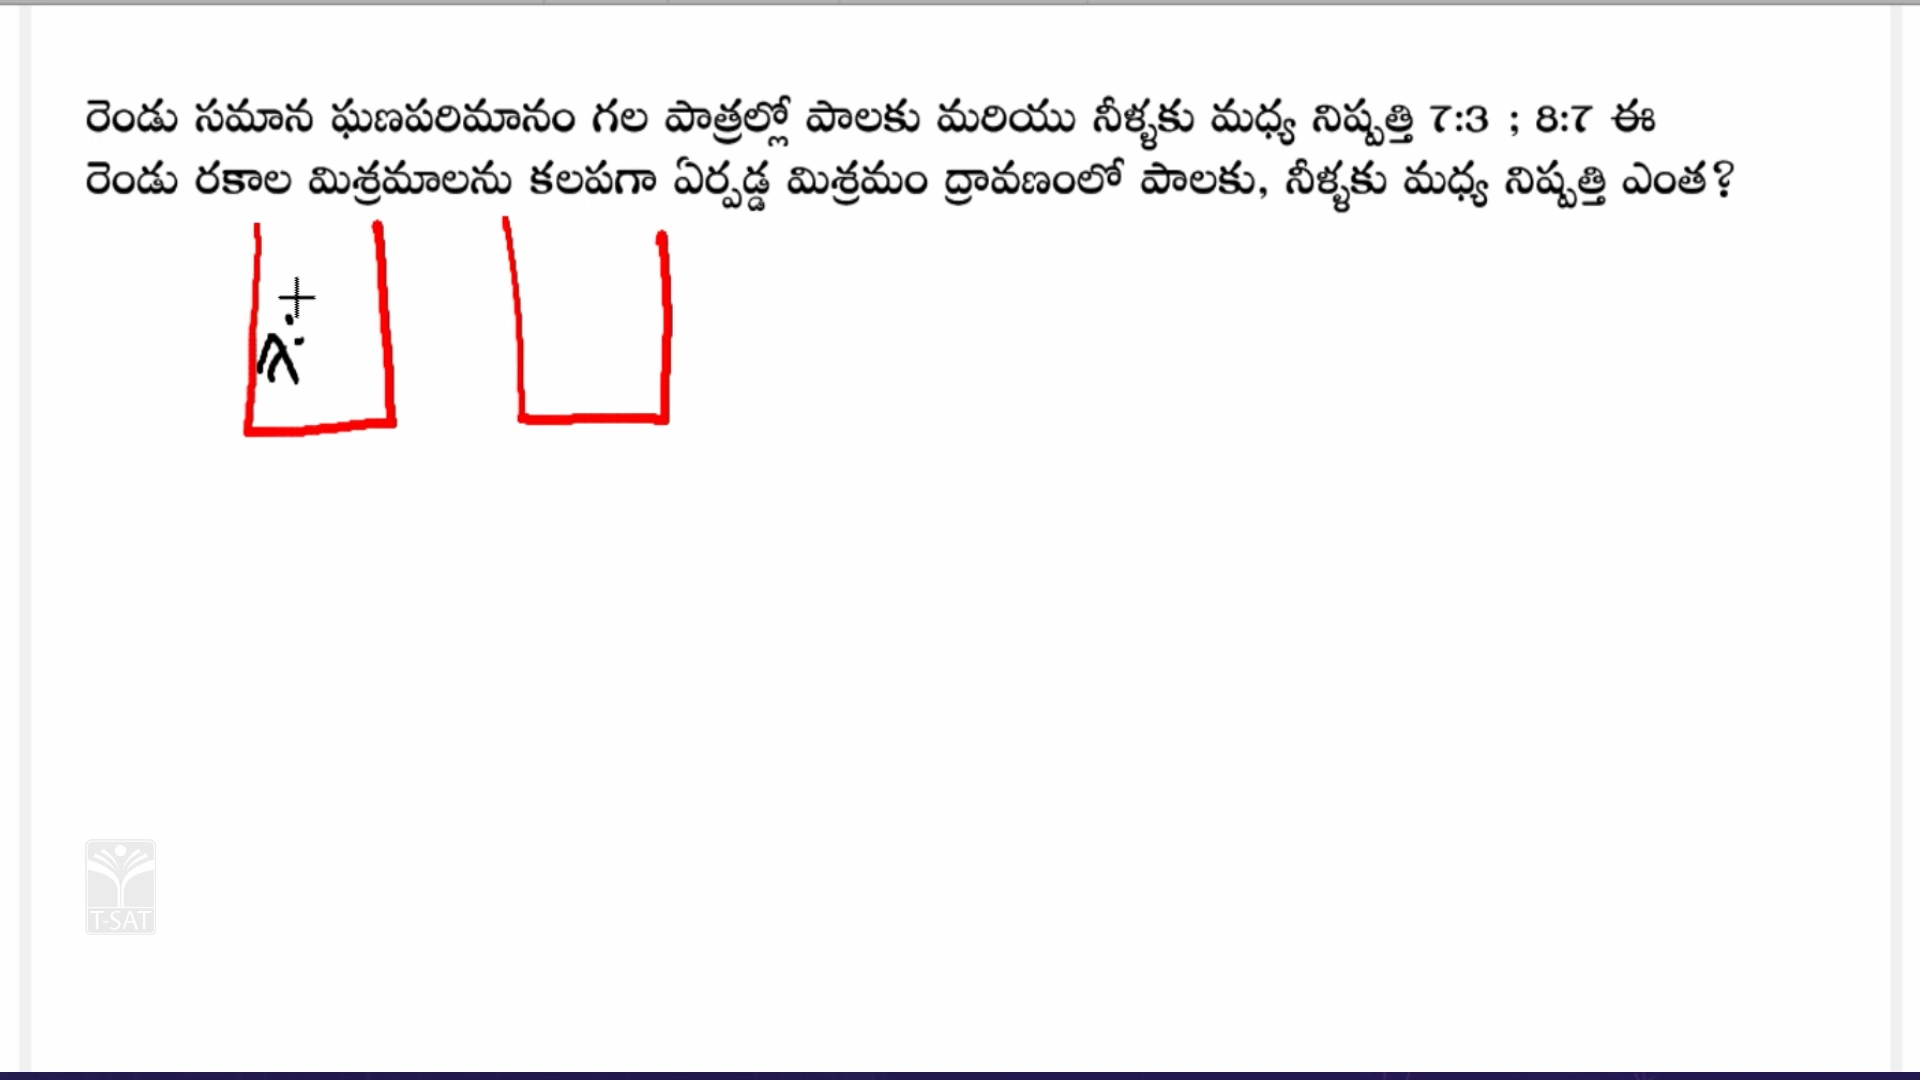 రెండు సమాన ఘణపరిమానం గల పాత్రల్లో పాలకు మరియు నీళ్ళకు మధ్య నిష్పత్తి 7:3 ; 8:7 ఈ
రెండు రకాల మిశ్రమాలను కలపగా ఏర్పడ్డ మిశ్రమం ద్రావణంలో పాలకు, నీళ్ళకు మధ్య నిష్పత్తి ఎంత?
T-SAT